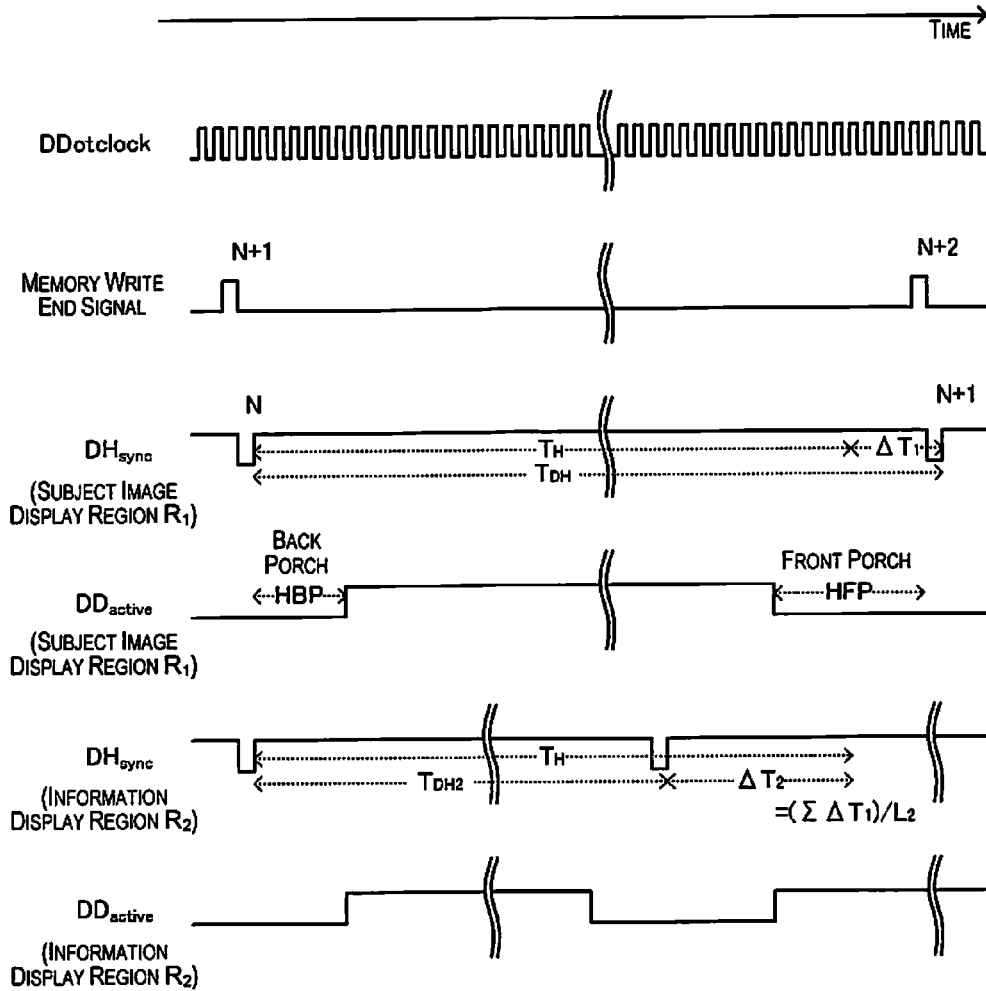 TIME
DDotclock
N+1
N+2
MEMORY WRITE
END SIGNAL
N
N+1
DHsync
TH
ΔT1
TDH
(SUBJECT IMAGE
DISPLAY REGION R1)
BACK
PORCH
FRONT PORCH
HBP
HFP
DDactive
(SUBJECT IMAGE
DISPLAY REGION R1)
DHsync
TH
TDH2
ΔT2
(INFORMATION
DISPLAY REGION R2)
=(Σ ΔT1)/L2
DDactive
(INFORMATION
DISPLAY REGION R2)